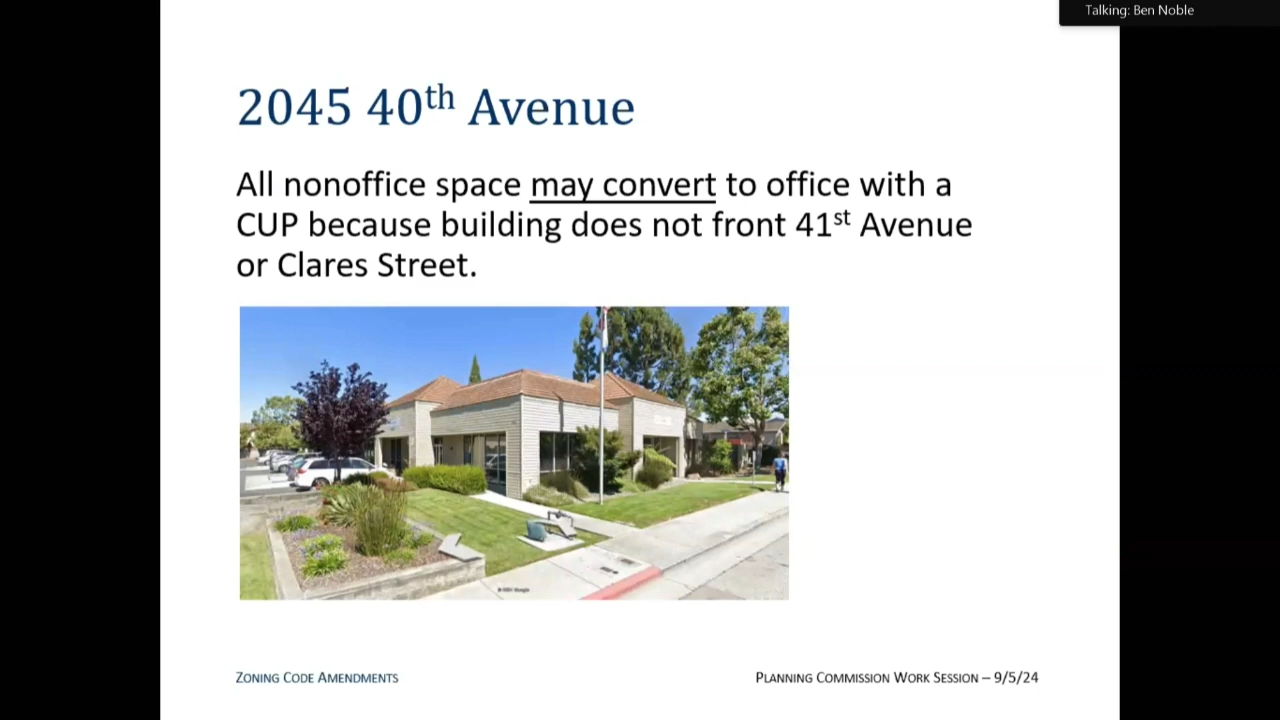 Talking: Ben Noble
2045 40th Avenue
All nonoffice space may convert to office with a
CUP because building does not front 41st Avenue
or Clares Street.
Zoning Code Amendments
Planning Commission Work Session – 9/5/24